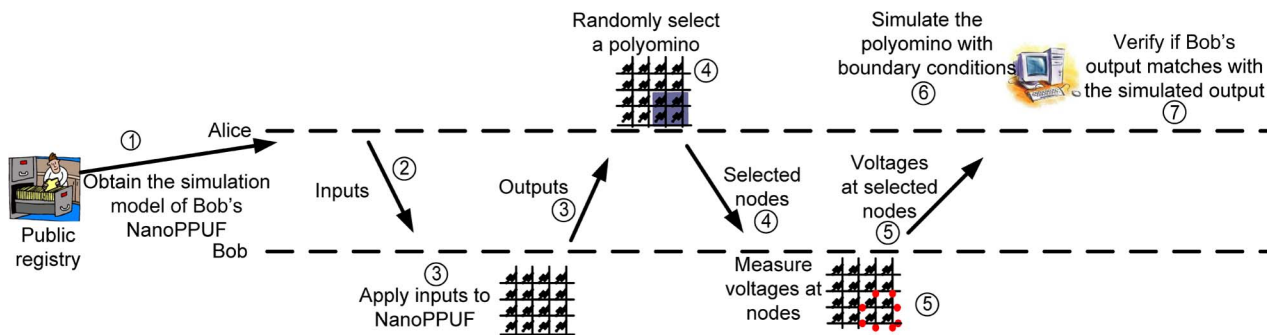 ①
Obtain the simulation
model of Bob's
NanoPPUF
Public
registry
Alice
Bob
②
Inputs
③
Apply inputs to
NanoPPUF
Outputs
③
Randomly select
a polyomino
④
Selected
nodes
④
Measure
voltages at
nodes
⑤
Voltages
at selected
nodes
⑤
Simulate the
polyomino with
boundary conditions
⑥
Verify if Bob's
output matches with
the simulated output
⑦